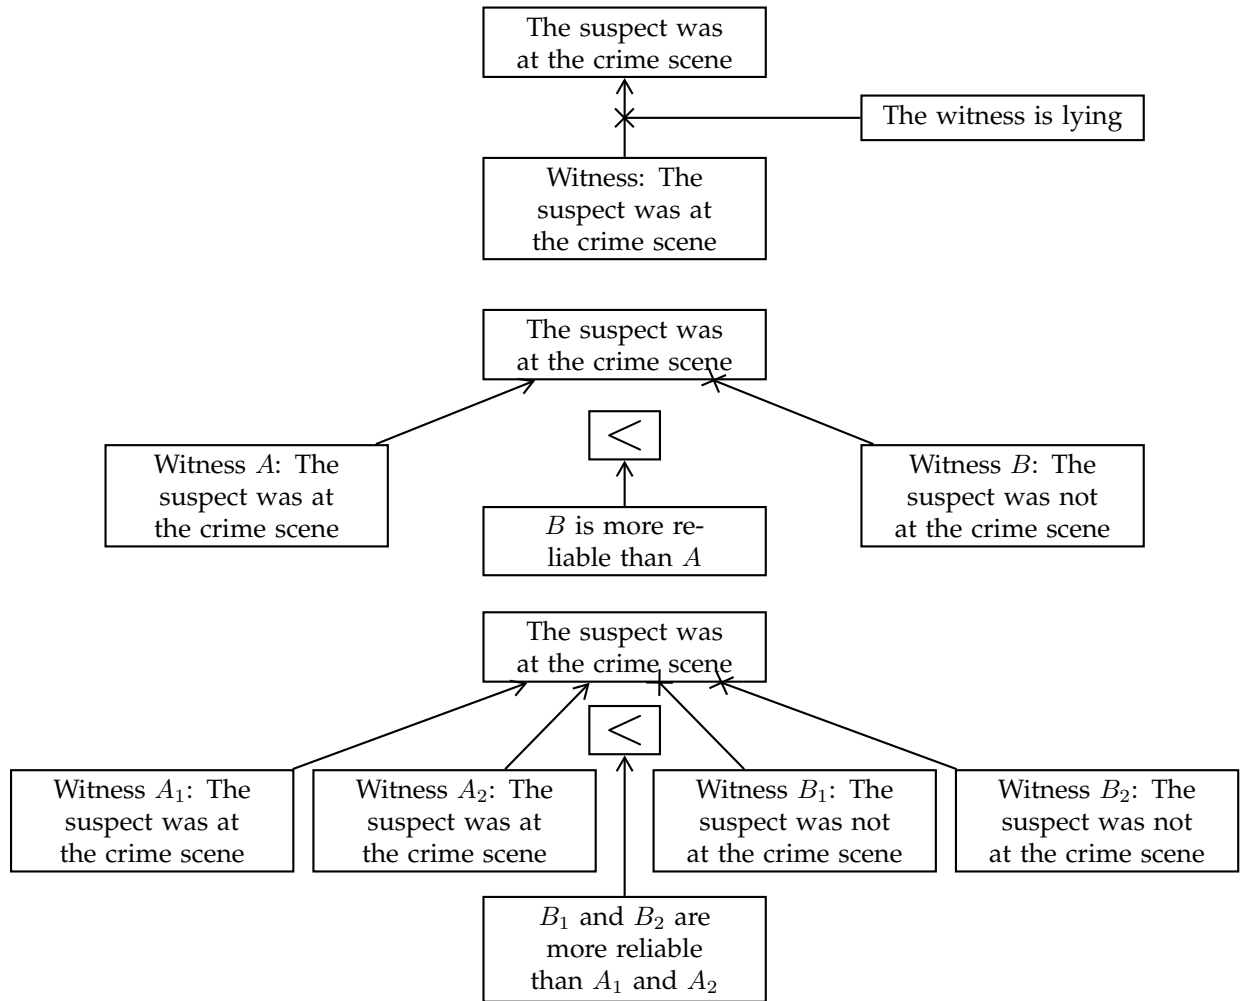 The suspect was
at the crime scene
The witness is lying
Witness: The
suspect was at
the crime scene
The suspect was
at the crime scene
<
Witness A: The
suspect was at
the crime scene
B is more re-
liable than A
Witness B: The
suspect was not
at the crime scene
The suspect was
at the crime scene
<
Witness A₁: The
suspect was at
the crime scene
Witness A₂: The
suspect was at
the crime scene
Witness B₁: The
suspect was not
at the crime scene
Witness B₂: The
suspect was not
at the crime scene
B₁ and B₂ are
more reliable
than A₁ and A₂